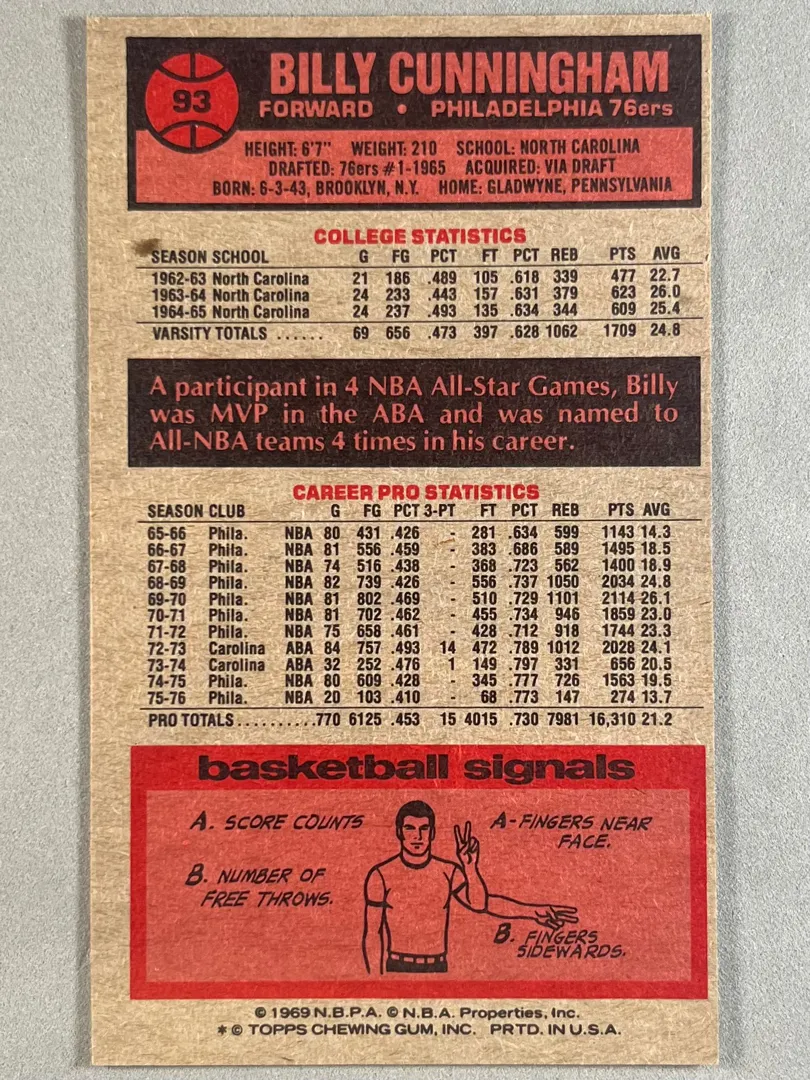 93
BILLY CUNNINGHAM
FORWARD • PHILADELPHIA 76ers
HEIGHT: 6'7" WEIGHT: 210 SCHOOL: NORTH CAROLINA
DRAFTED: 76ers #1-1965 ACQUIRED: VIA DRAFT
BORN: 6-3-43, BROOKLYN, N.Y. HOME: GLADWYNE, PENNSYLVANIA
COLLEGE STATISTICS
SEASON SCHOOL G FG PCT FT PCT REB PTS AVG
1962-63 North Carolina 21 186 .489 105 .618 339 477 22.7
1963-64 North Carolina 24 233 .443 157 .631 379 623 26.0
1964-65 North Carolina 24 237 .493 135 .634 344 609 25.4
VARSITY TOTALS ...... 69 656 .473 397 .628 1062 1709 24.8
A participant in 4 NBA All-Star Games, Billy
was MVP in the ABA and was named to
All-NBA teams 4 times in his career.
CAREER PRO STATISTICS
SEASON CLUB G FG PCT 3-PT FT PCT REB PTS AVG
65-66 Phila. NBA 80 431 .426 - 281 .634 599 1143 14.3
66-67 Phila. NBA 81 556 .459 - 383 .686 589 1495 18.5
67-68 Phila. NBA 74 516 .438 - 368 .723 562 1400 18.9
68-69 Phila. NBA 82 739 .426 - 556 .737 1050 2034 24.8
69-70 Phila. NBA 81 802 .469 - 510 .729 1101 2114 26.1
70-71 Phila. NBA 81 702 .462 - 455 .734 946 1859 23.0
71-72 Phila. NBA 75 658 .461 - 428 .712 918 1744 23.3
72-73 Carolina ABA 84 757 .493 14 472 .789 1012 2028 24.1
73-74 Carolina ABA 32 252 .476 1 149 .797 331 656 20.5
74-75 Phila. NBA 80 609 .428 - 345 .777 726 1563 19.5
75-76 Phila. NBA 20 103 .410 - 68 .773 147 274 13.7
PRO TOTALS..........770 6125 .453 15 4015 .730 7981 16,310 21.2
basketball signals
A. SCORE COUNTS
B. NUMBER OF
FREE THROWS.
A-FINGERS NEAR
FACE.
B. FINGERS
SIDEWARDS.
© 1969 N.B.P.A. © N.B.A. Properties, Inc.
* © TOPPS CHEWING GUM, INC. PRTD. IN U.S.A.